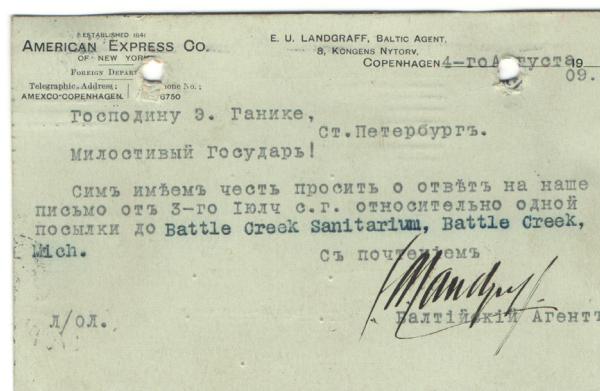 ESTABLISHED 1841
AMERICAN EXPRESS CO.
OF NEW YORK
FOREIGN
Telegraphic Address;
AMEXCO-COPENHAGEN.
No;
6750
E. U. LANDGRAFF, BALTIC AGENT,
8, KONGENS NYTORV,
COPENHAGEN 4-го Августа 19
09.
Господину Э. Ганике,
Ст.Петербургъ.
Милостивый Государь!
Симъ имѣемъ честь просить о отвѣтѣ на наше
письмо отъ 3-го Іюлч с.г. относительно одной
посылки до Battle Creek Sanitarium, Battle Creek,
Mich.
Съ почтеніемъ
Балтійскій Агентъ
л/ол.